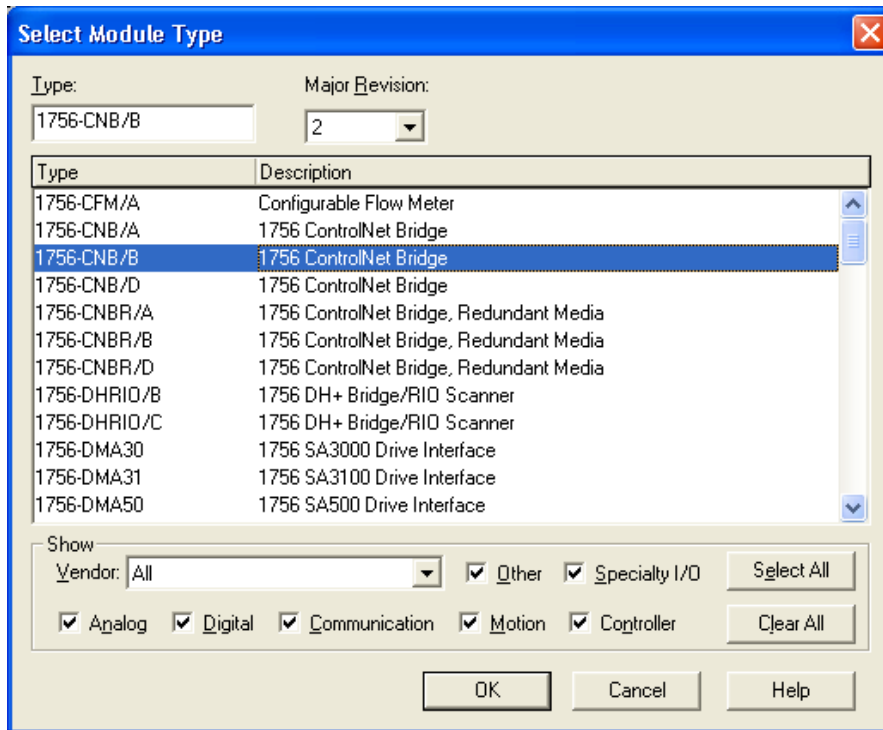 Select Module Type
Type: Major Revision:
1756-CNB/B 2
Type Description
1756-CFM/A Configurable Flow Meter
1756-CNB/A 1756 ControlNet Bridge
1756-CNB/B 1756 ControlNet Bridge
1756-CNB/D 1756 ControlNet Bridge
1756-CNBR/A 1756 ControlNet Bridge, Redundant Media
1756-CNBR/B 1756 ControlNet Bridge, Redundant Media
1756-CNBR/D 1756 ControlNet Bridge, Redundant Media
1756-DHRIO/B 1756 DH+ Bridge/RIO Scanner
1756-DHRIO/C 1756 DH+ Bridge/RIO Scanner
1756-DMA30 1756 SA3000 Drive Interface
1756-DMA31 1756 SA3100 Drive Interface
1756-DMA50 1756 SA500 Drive Interface
Show
Vendor: All Other Specialty I/O Select All
Analog Digital Communication Motion Controller Clear All
OK Cancel Help